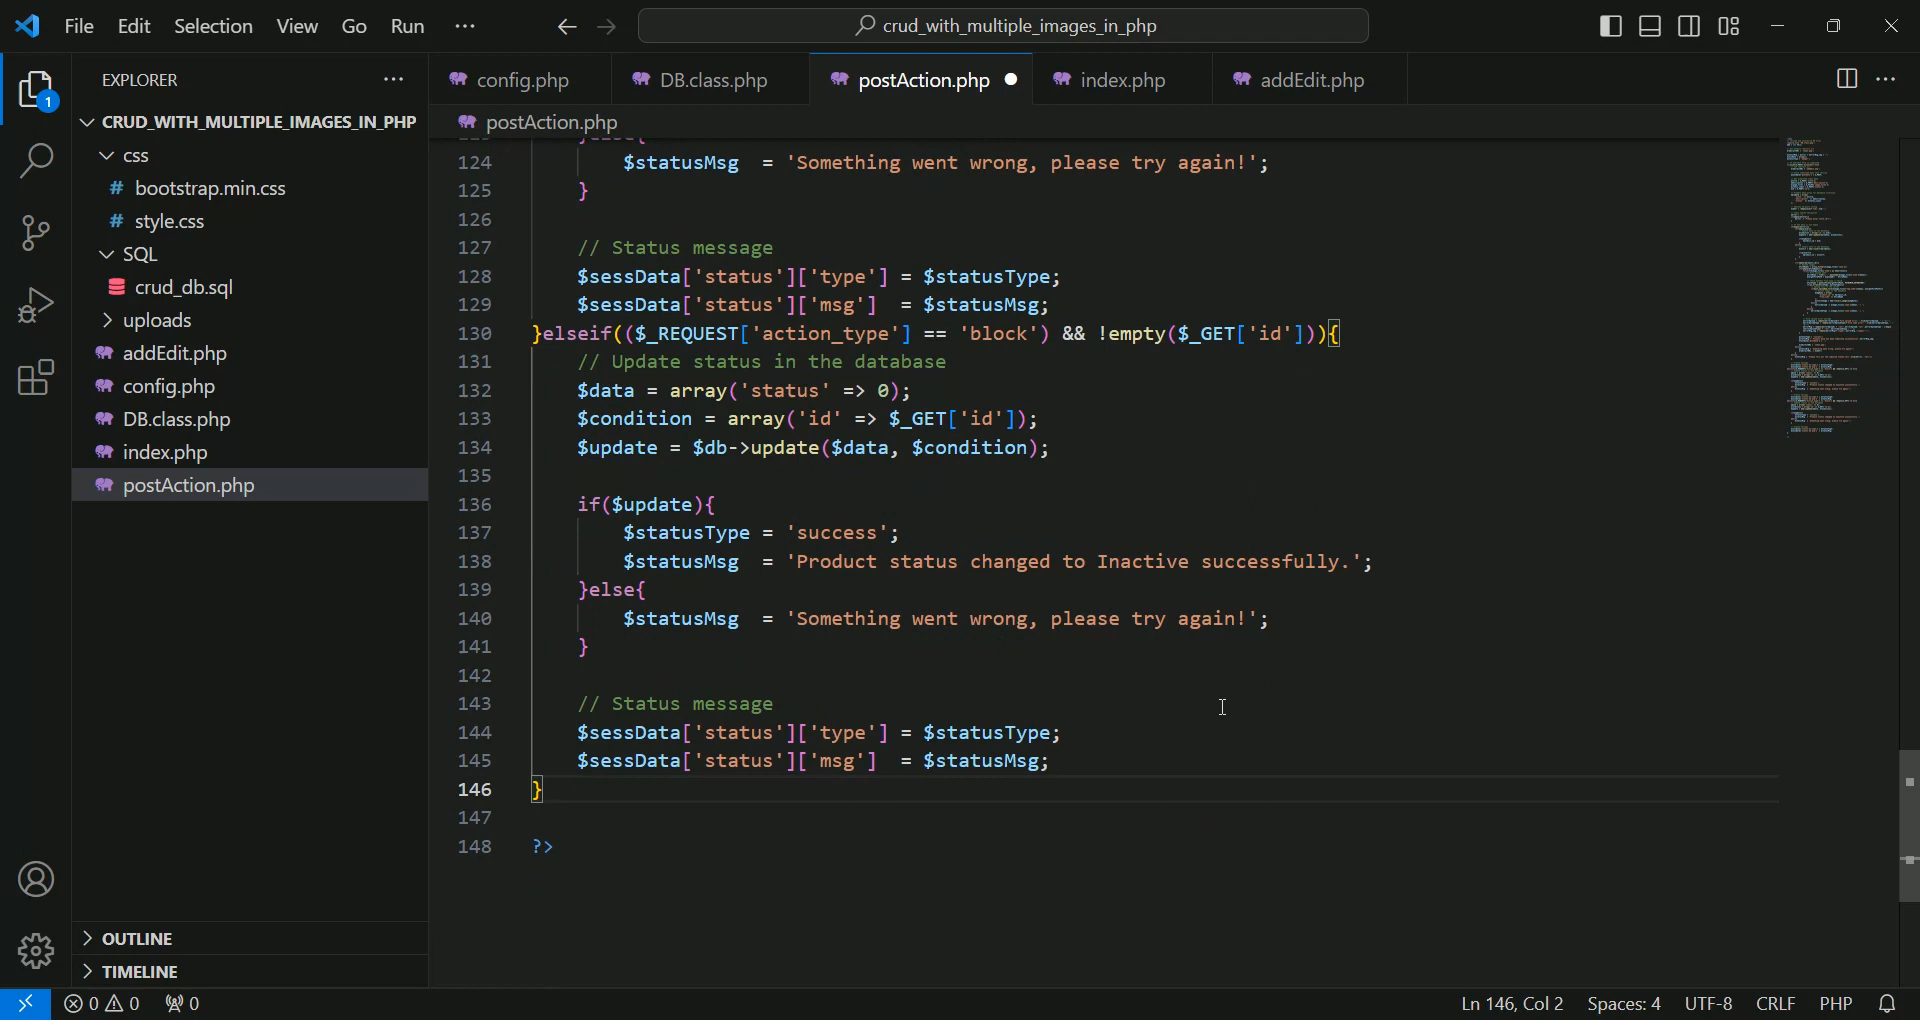 File Edit Selection View Go Run ··· crud_with_multiple_images_in_php
EXPLORER ··· config.php DB.class.php postAction.php index.php addEdit.php ···
1
CRUD_WITH_MULTIPLE_IMAGES_IN_PHP
css
# bootstrap.min.css
# style.css
SQL
crud_db.sql
uploads
addEdit.php
config.php
DB.class.php
index.php
postAction.php
OUTLINE
TIMELINE
postAction.php
124 $statusMsg = 'Something went wrong, please try again!';
125 }
126
127 // Status message
128 $sessData['status']['type'] = $statusType;
129 $sessData['status']['msg'] = $statusMsg;
130 }elseif(($_REQUEST['action_type'] == 'block') && !empty($_GET['id'])){
131 // Update status in the database
132 $data = array('status' => 0);
133 $condition = array('id' => $_GET['id']);
134 $update = $db->update($data, $condition);
135
136 if($update){
137 $statusType = 'success';
138 $statusMsg = 'Product status changed to Inactive successfully.';
139 }else{
140 $statusMsg = 'Something went wrong, please try again!';
141 }
142
143 // Status message
144 $sessData['status']['type'] = $statusType;
145 $sessData['status']['msg'] = $statusMsg;
146 }
147
148 ?>
0 0 0 Ln 146, Col 2 Spaces: 4 UTF-8 CRLF PHP